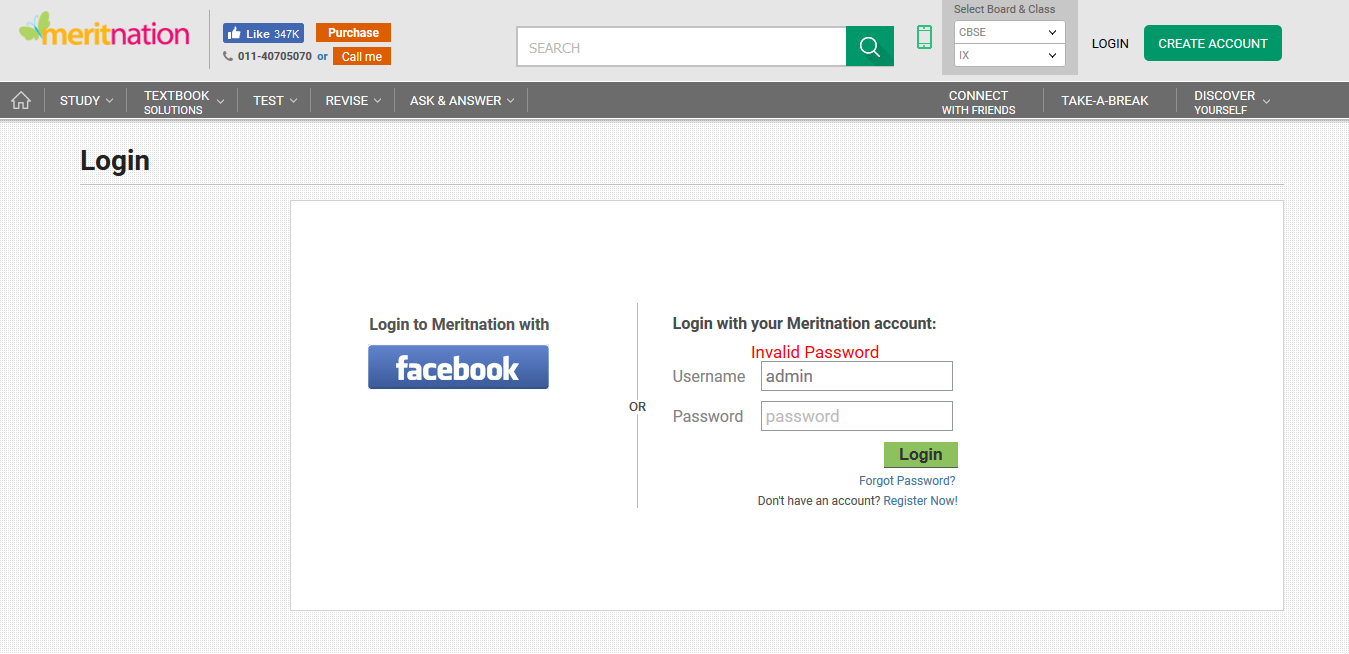 meritnation
Like 347K
Purchase
011-40705070 or
Call me
SEARCH
Select Board & Class
CBSE
IX
LOGIN
CREATE ACCOUNT
STUDY
TEXTBOOK
SOLUTIONS
TEST
REVISE
ASK & ANSWER
CONNECT
WITH FRIENDS
TAKE-A-BREAK
DISCOVER
YOURSELF
Login
Login to Meritnation with
facebook
OR
Login with your Meritnation account:
Invalid Password
Username admin
Password password
Login
Forgot Password?
Don't have an account? Register Now!